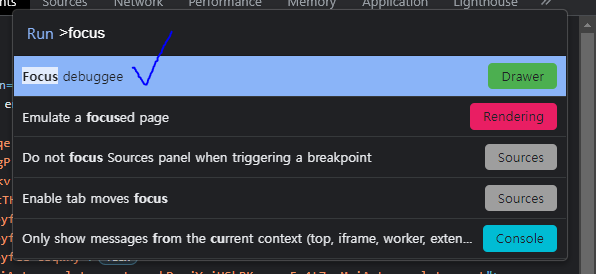 nts Sources Network Performance Memory Application Lighthouse
Run >focus
Focus debuggee Drawer
Emulate a focused page Rendering
Do not focus Sources panel when triggering a breakpoint Sources
Enable tab moves focus Sources
Only show messages from the current context (top, iframe, worker, exten... Console